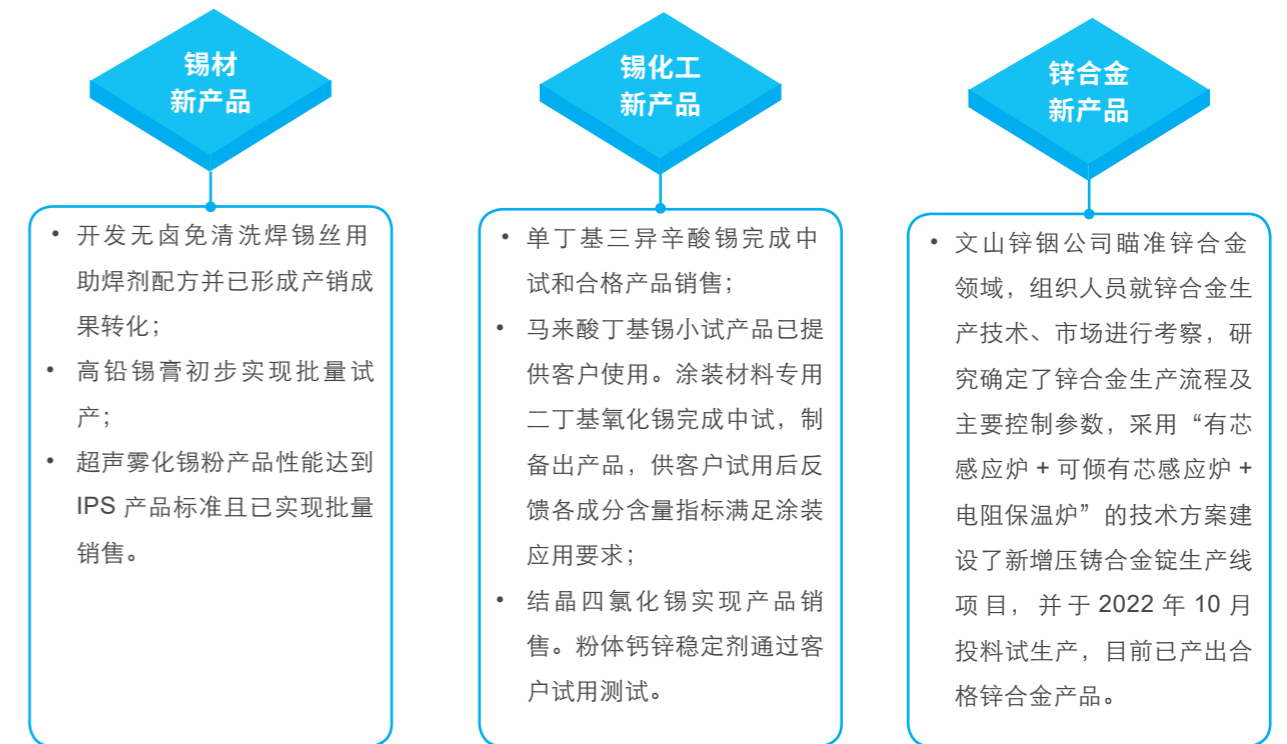 锡材
新产品
• 开发无卤免清洗焊锡丝用
助焊剂配方并已形成产销成
果转化；
• 高铅锡膏初步实现批量试
产；
• 超声雾化锡粉产品性能达到
IPS 产品标准且已实现批量
销售。
锡化工
新产品
• 单丁基三异辛酸锡完成中
试和合格产品销售；
• 马来酸丁基锡小试产品已提
供客户使用。涂装材料专用
二丁基氧化锡完成中试，制
备出产品，供客户试用后反
馈各成分含量指标满足涂装
应用要求；
• 结晶四氯化锡实现产品销
售。粉体钙锌稳定剂通过客
户试用测试。
锌合金
新产品
• 文山锌铟公司瞄准锌合金
领域，组织人员就锌合金生
产技术、市场进行考察，研
究确定了锌合金生产流程及
主要控制参数，采用“有芯
感应炉 + 可倾有芯感应炉 +
电阻保温炉”的技术方案建
设了新增压铸合金锭生产线
项目，并于 2022 年 10 月
投料试生产，目前已产出合
格锌合金产品。